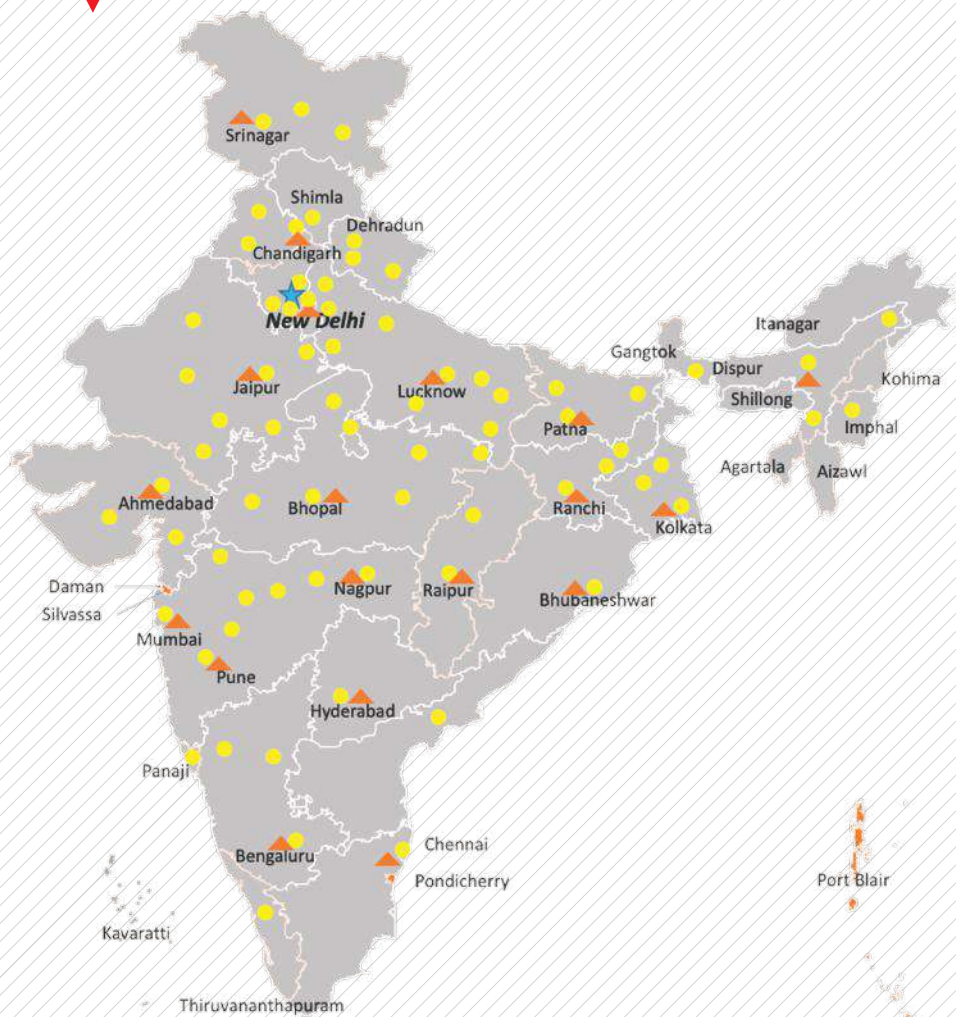 Srinagar
Shimla
Dehradun
Chandigarh
New Delhi
Itanagar
Gangtok
Dispur
Kohima
Jaipur
Lucknow
Shillong
Patna
Imphal
Agartala
Aizawl
Ahmedabad
Bhopal
Ranchi
Kolkata
Daman
Nagpur
Raipur
Bhubaneshwar
Silvassa
Mumbai
Pune
Hyderabad
Panaji
Chennai
Bengaluru
Pondicherry
Port Blair
Kavaratti
Thiruvananthapuram